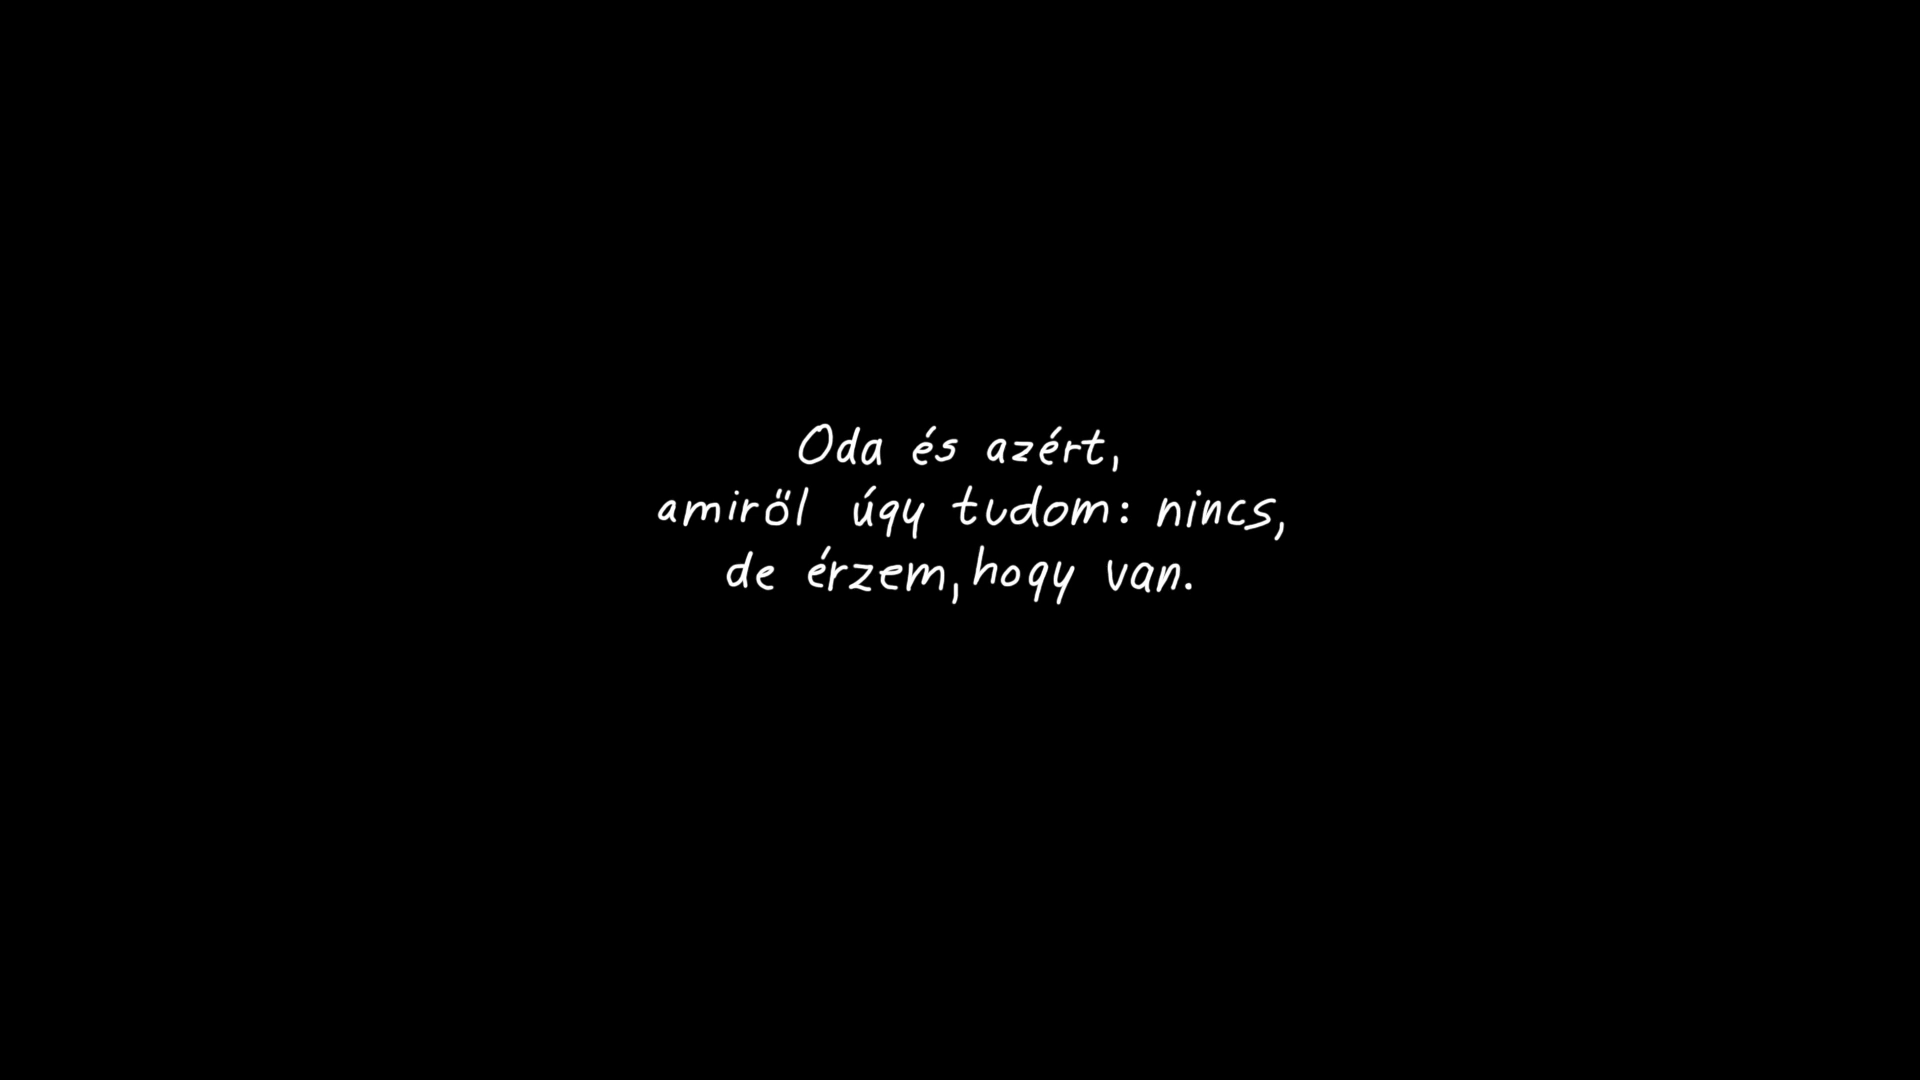 Oda és azért,
amiről úgy tudom: nincs,
de érzem, hogy van.